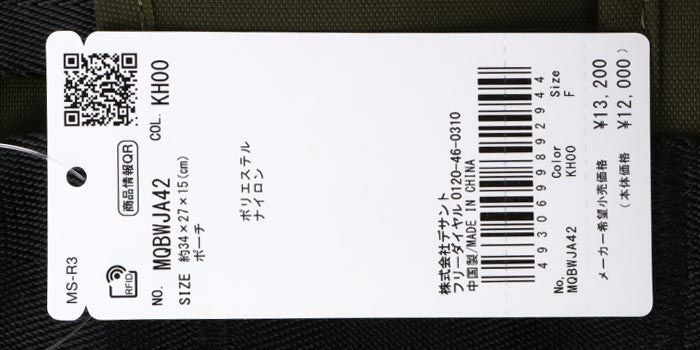 MS-R3
商品情報QR
RFID
NO. MQBWJA42 COL. KH00
SIZE 約34×27×15(cm)
ポーチ
ポリエステル
ナイロン
株式会社デサント
フリーダイヤル 0120-46-0310
中国製/MADE IN CHINA
4930699892944
No. Color Size
MQBWJA42 KH00 F
メーカー希望小売価格 ¥13,200
(本体価格 ¥12,000)